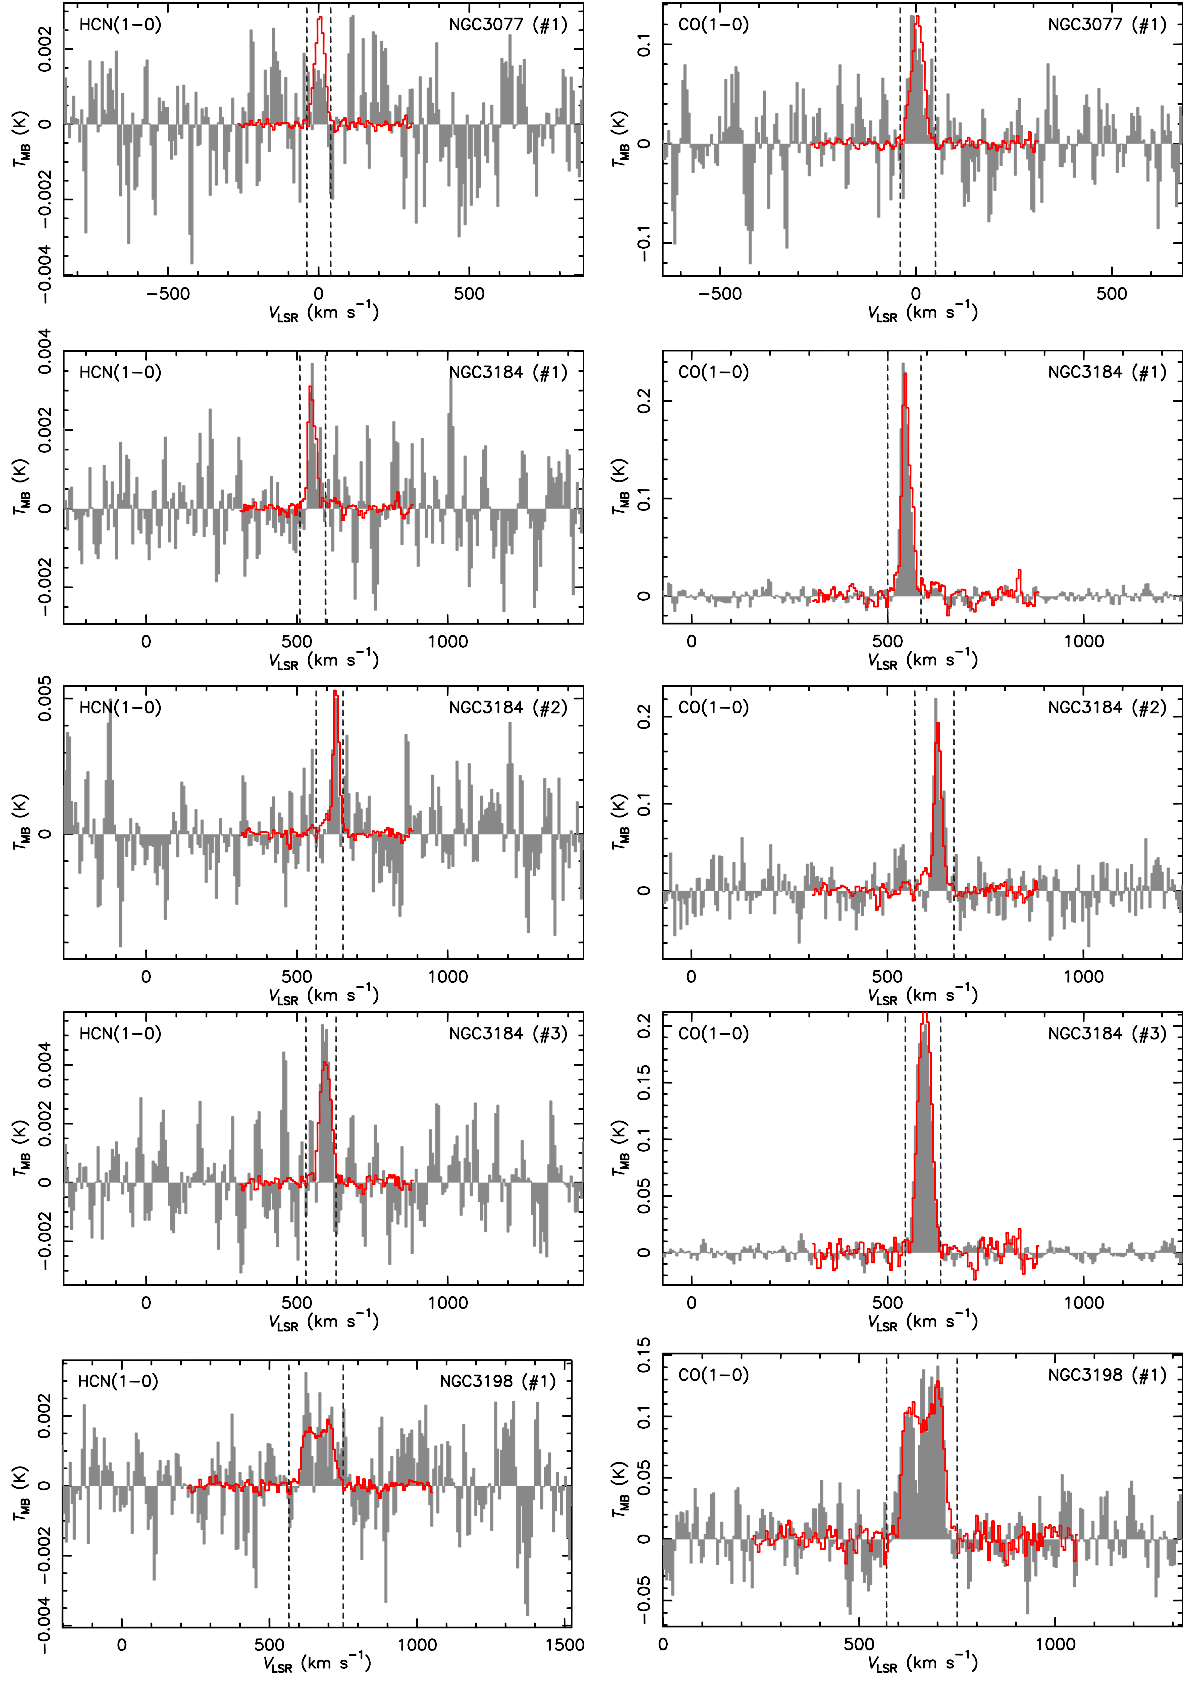 HCN(1−0) NGC3077 (#1)
T_MB (K)
0.002
0
−0.002
−0.004
−500 0 500
V_LSR (km s⁻¹)
CO(1−0) NGC3077 (#1)
T_MB (K)
0.1
0
−0.1
−500 0 500
V_LSR (km s⁻¹)
HCN(1−0) NGC3184 (#1)
T_MB (K)
0.004
0.002
0
−0.002
0 500 1000
V_LSR (km s⁻¹)
CO(1−0) NGC3184 (#1)
T_MB (K)
0.2
0.1
0
0 500 1000
V_LSR (km s⁻¹)
HCN(1−0) NGC3184 (#2)
T_MB (K)
0.005
0
0 500 1000
V_LSR (km s⁻¹)
CO(1−0) NGC3184 (#2)
T_MB (K)
0.2
0.1
0
0 500 1000
V_LSR (km s⁻¹)
HCN(1−0) NGC3184 (#3)
T_MB (K)
0.004
0.002
0
−0.002
0 500 1000
V_LSR (km s⁻¹)
CO(1−0) NGC3184 (#3)
T_MB (K)
0.2
0.15
0.1
0.05
0
0 500 1000
V_LSR (km s⁻¹)
HCN(1−0) NGC3198 (#1)
T_MB (K)
0.002
0
−0.002
−0.004
0 500 1000 1500
V_LSR (km s⁻¹)
CO(1−0) NGC3198 (#1)
T_MB (K)
0.15
0.1
0.05
0
−0.05
0 500 1000
V_LSR (km s⁻¹)